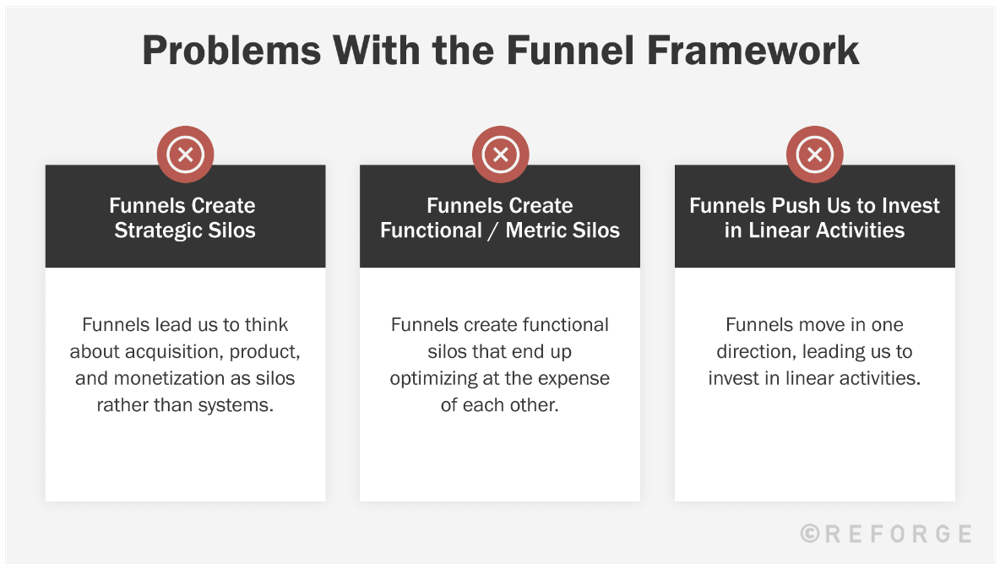 Problems With the Funnel Framework
Funnels Create
Strategic Silos
Funnels lead us to think
about acquisition, product,
and monetization as silos
rather than systems.
Funnels Create
Functional / Metric Silos
Funnels create functional
silos that end up
optimizing at the expense
of each other.
Funnels Push Us to Invest
in Linear Activities
Funnels move in one
direction, leading us to
invest in linear activities.
©REFORGE